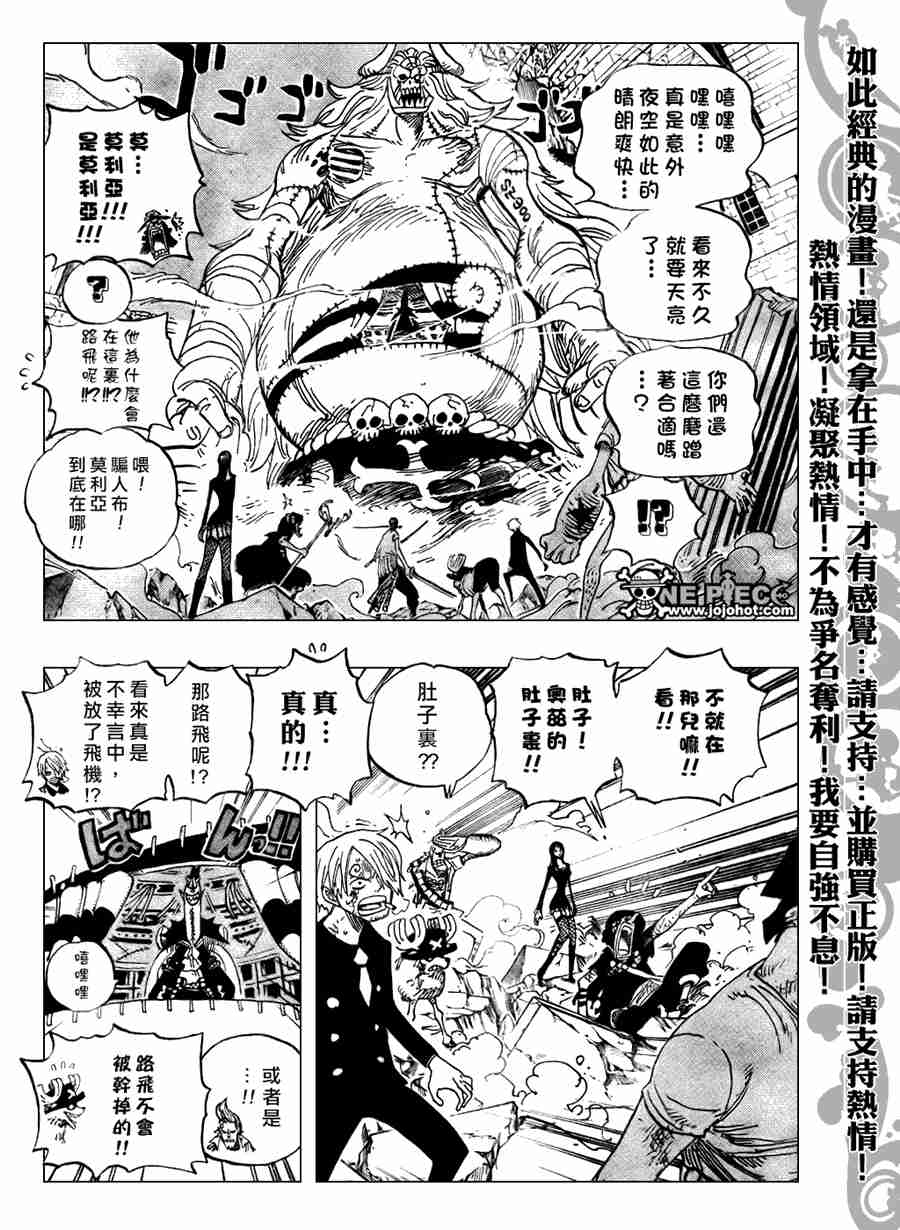 如此經典的漫畫！還是拿在手中…才有感覺…請支持…並購買正版！請支持熱情！
熱情領域！凝聚熱情！不為爭名奪利！我要自強不息！
嘻嘿嘿
嘿嘿…
真是意外
夜空如此的
晴朗爽快…
看來不久
就要天亮
了…
你們還
這麼磨蹭
著合適嗎
…?
!?
ゴゴゴ
ゴゴゴ
莫…
莫利亞!!!
是莫利亞!!!
?
他為什麼會
在這裏!!?
路飛呢!!?
喂！
騙人布！
莫利亞
到底在哪!!
ONE PIECE
www.jojohot.com
不就在
那兒嘛
看!!
肚子！
奧茲的
肚子裏!!
肚子裏
??
真…
真的!!!
那路飛呢!?
看來真是
不幸言中，
被放了飛機!?
ばんっ!!
嘻嘿嘿
或者是
…!!
路飛不會
被幹掉的!!